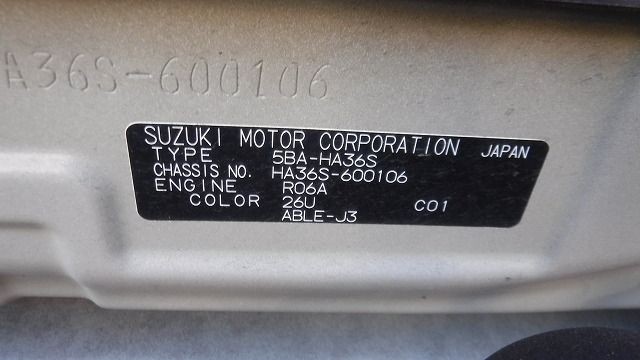 A36S-600106
SUZUKI MOTOR CORPORATION JAPAN
TYPE 5BA-HA36S
CHASSIS NO. HA36S-600106
ENGINE R06A
COLOR 26U C01
ABLE-J3